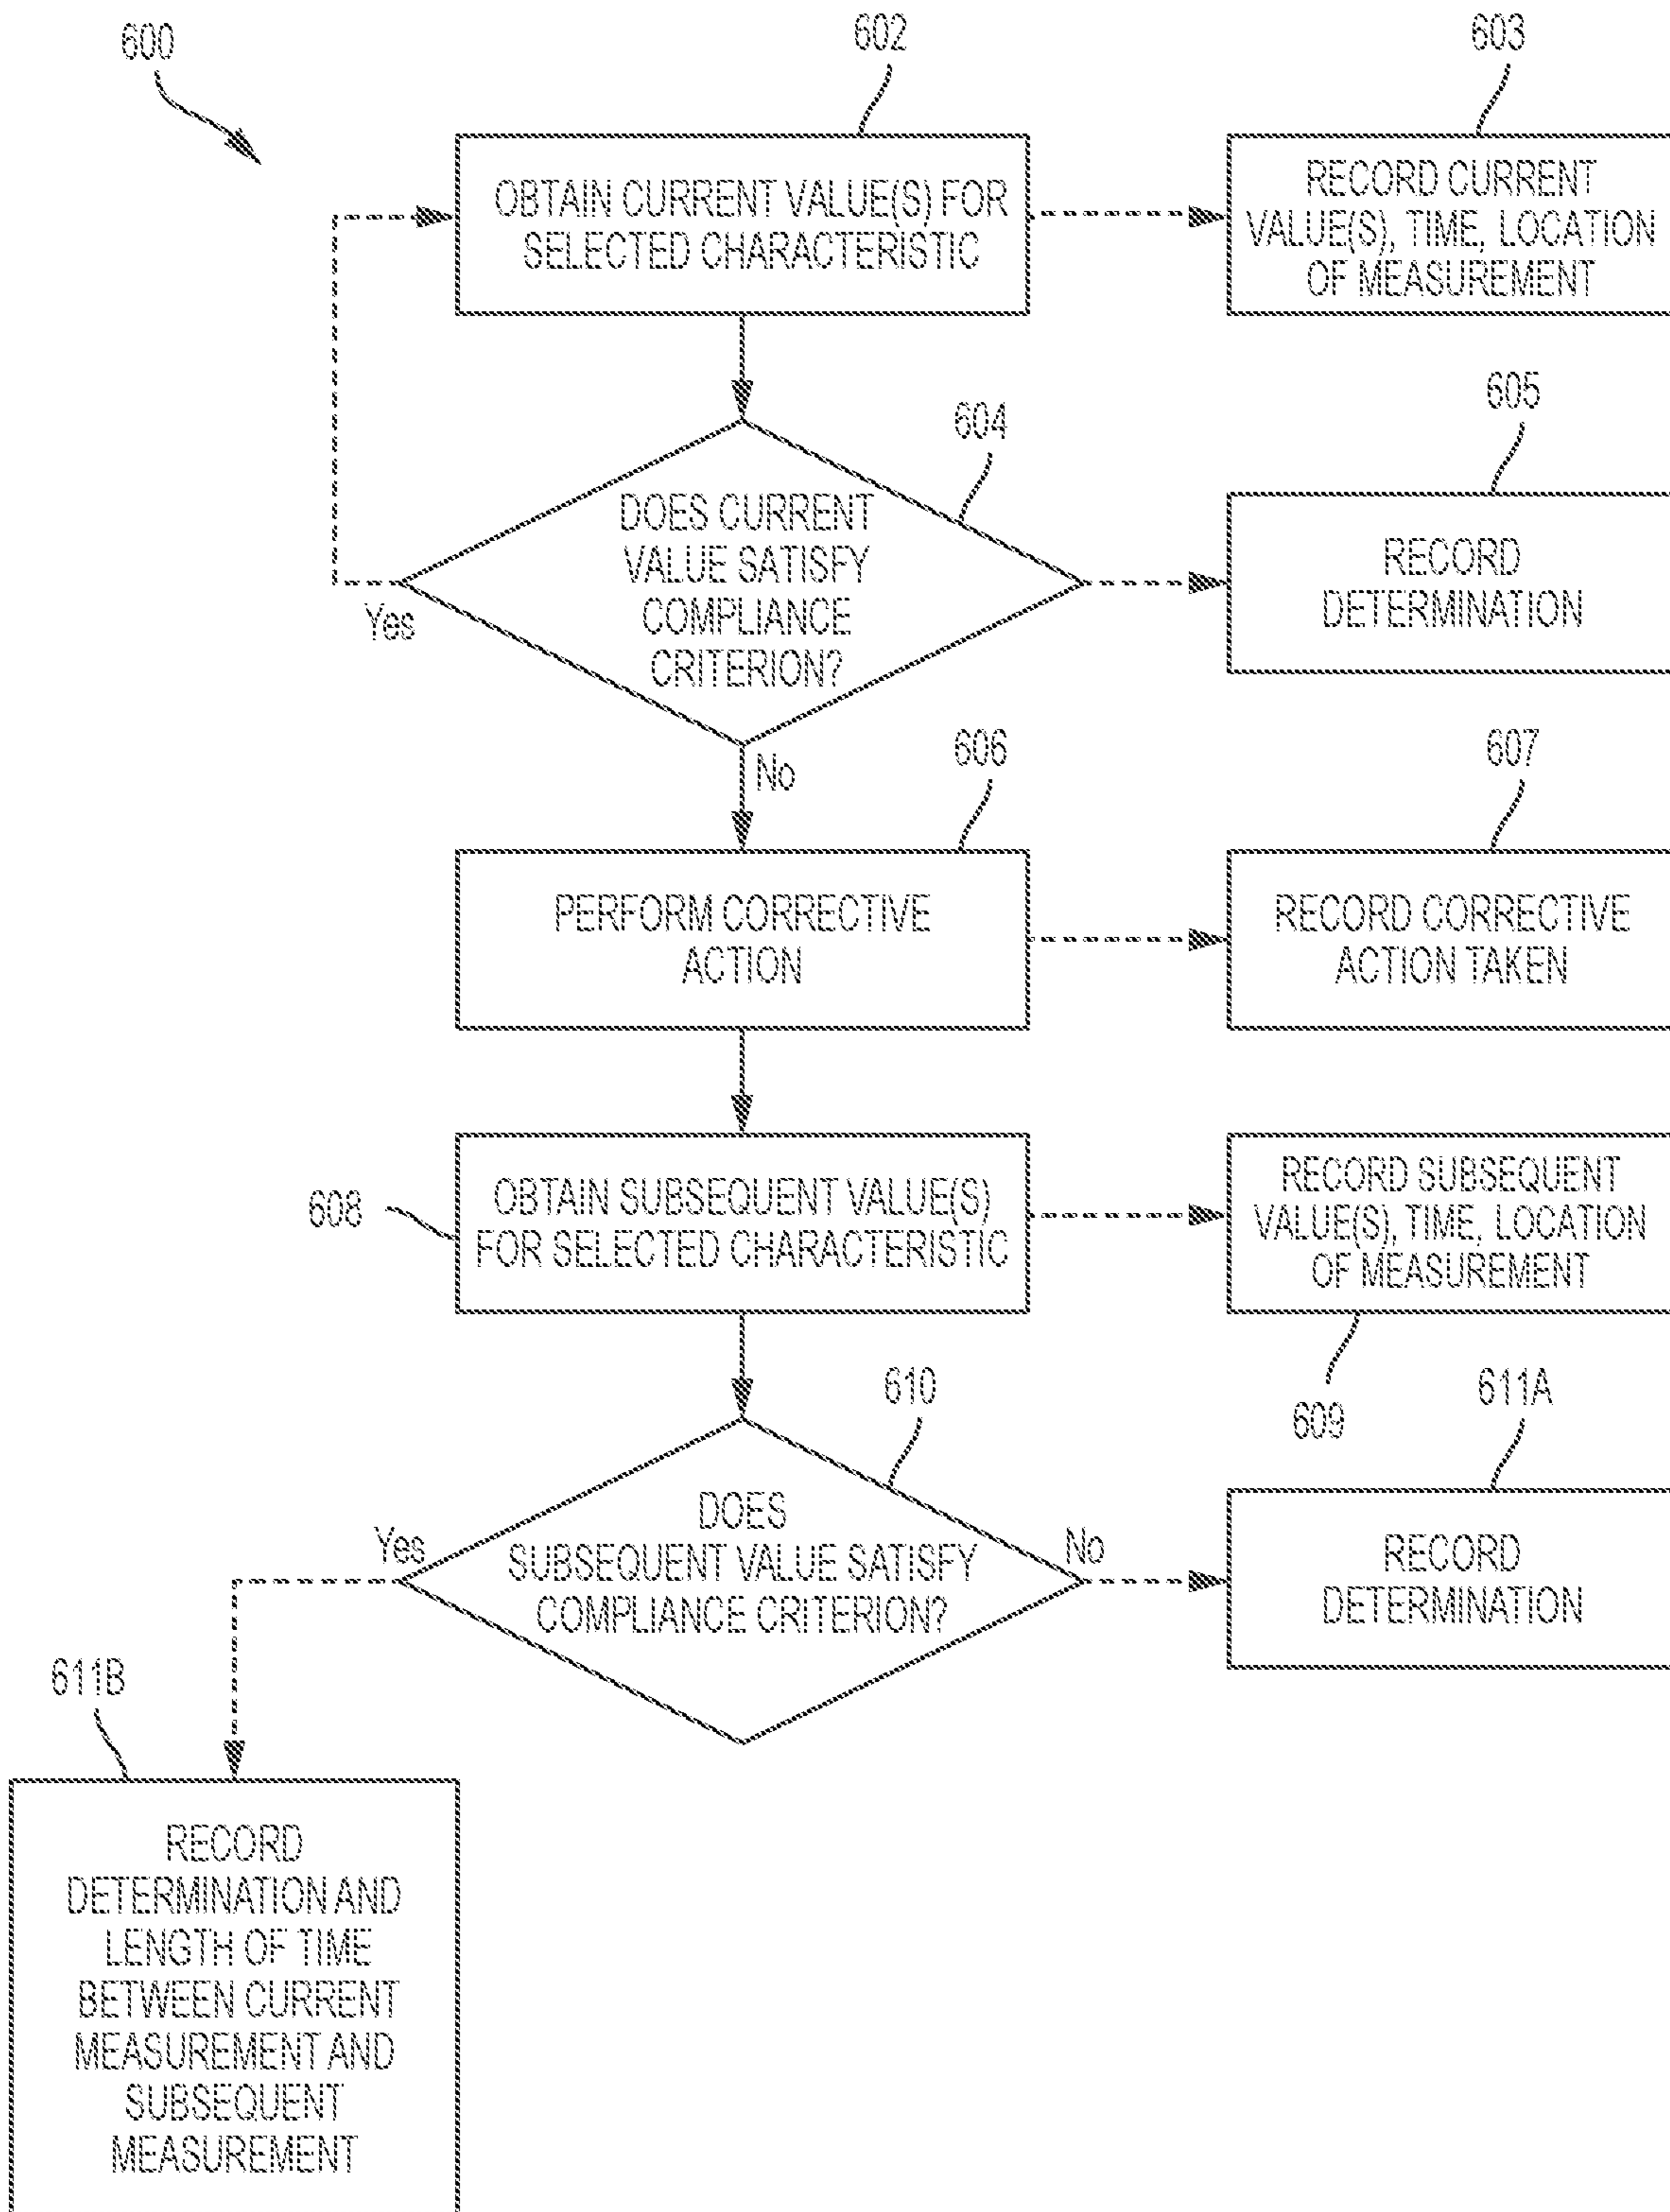 600
602
603
OBTAIN CURRENT VALUE(S) FOR
SELECTED CHARACTERISTIC
RECORD CURRENT
VALUE(S), TIME, LOCATION
OF MEASUREMENT
604
605
DOES CURRENT
VALUE SATISFY
COMPLIANCE
CRITERION?
Yes
RECORD
DETERMINATION
No
606
607
PERFORM CORRECTIVE
ACTION
RECORD CORRECTIVE
ACTION TAKEN
608
OBTAIN SUBSEQUENT VALUE(S)
FOR SELECTED CHARACTERISTIC
RECORD SUBSEQUENT
VALUE(S), TIME, LOCATION
OF MEASUREMENT
609
610
611A
Yes
DOES
SUBSEQUENT VALUE SATISFY
COMPLIANCE CRITERION?
No
RECORD
DETERMINATION
611B
RECORD
DETERMINATION AND
LENGTH OF TIME
BETWEEN CURRENT
MEASUREMENT AND
SUBSEQUENT
MEASUREMENT